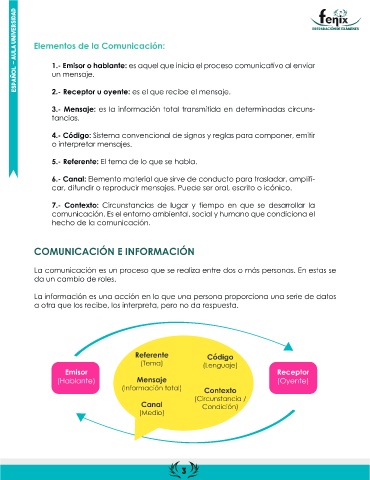 ESPAÑOL - AULA UNIVERSIDAD
fenix
PREPARACIÓN DE EXÁMENES
Elementos de la Comunicación:
1.- Emisor o hablante: es aquel que inicia el proceso comunicativo al enviar
un mensaje.
2.- Receptor u oyente: es el que recibe el mensaje.
3.- Mensaje: es la información total transmitida en determinadas circuns-
tancias.
4.- Código: Sistema convencional de signos y reglas para componer, emitir
o interpretar mensajes.
5.- Referente: El tema de lo que se habla.
6.- Canal: Elemento material que sirve de conducto para trasladar, amplifi-
car, difundir o reproducir mensajes. Puede ser oral, escrito o icónico.
7.- Contexto: Circunstancias de lugar y tiempo en que se desarrollar la
comunicación. Es el entorno ambiental, social y humano que condiciona el
hecho de la comunicación.
COMUNICACIÓN E INFORMACIÓN
La comunicación es un proceso que se realiza entre dos o más personas. En estas se
da un cambio de roles.
La información es una acción en la que una persona proporciona una serie de datos
a otra que los recibe, los interpreta, pero no da respuesta.
Emisor
(Hablante)
Referente
(Tema)
Mensaje
(Información total)
Canal
(Medio)
Código
(Lenguaje)
Contexto
(Circunstancia /
Condición)
Receptor
(Oyente)
3